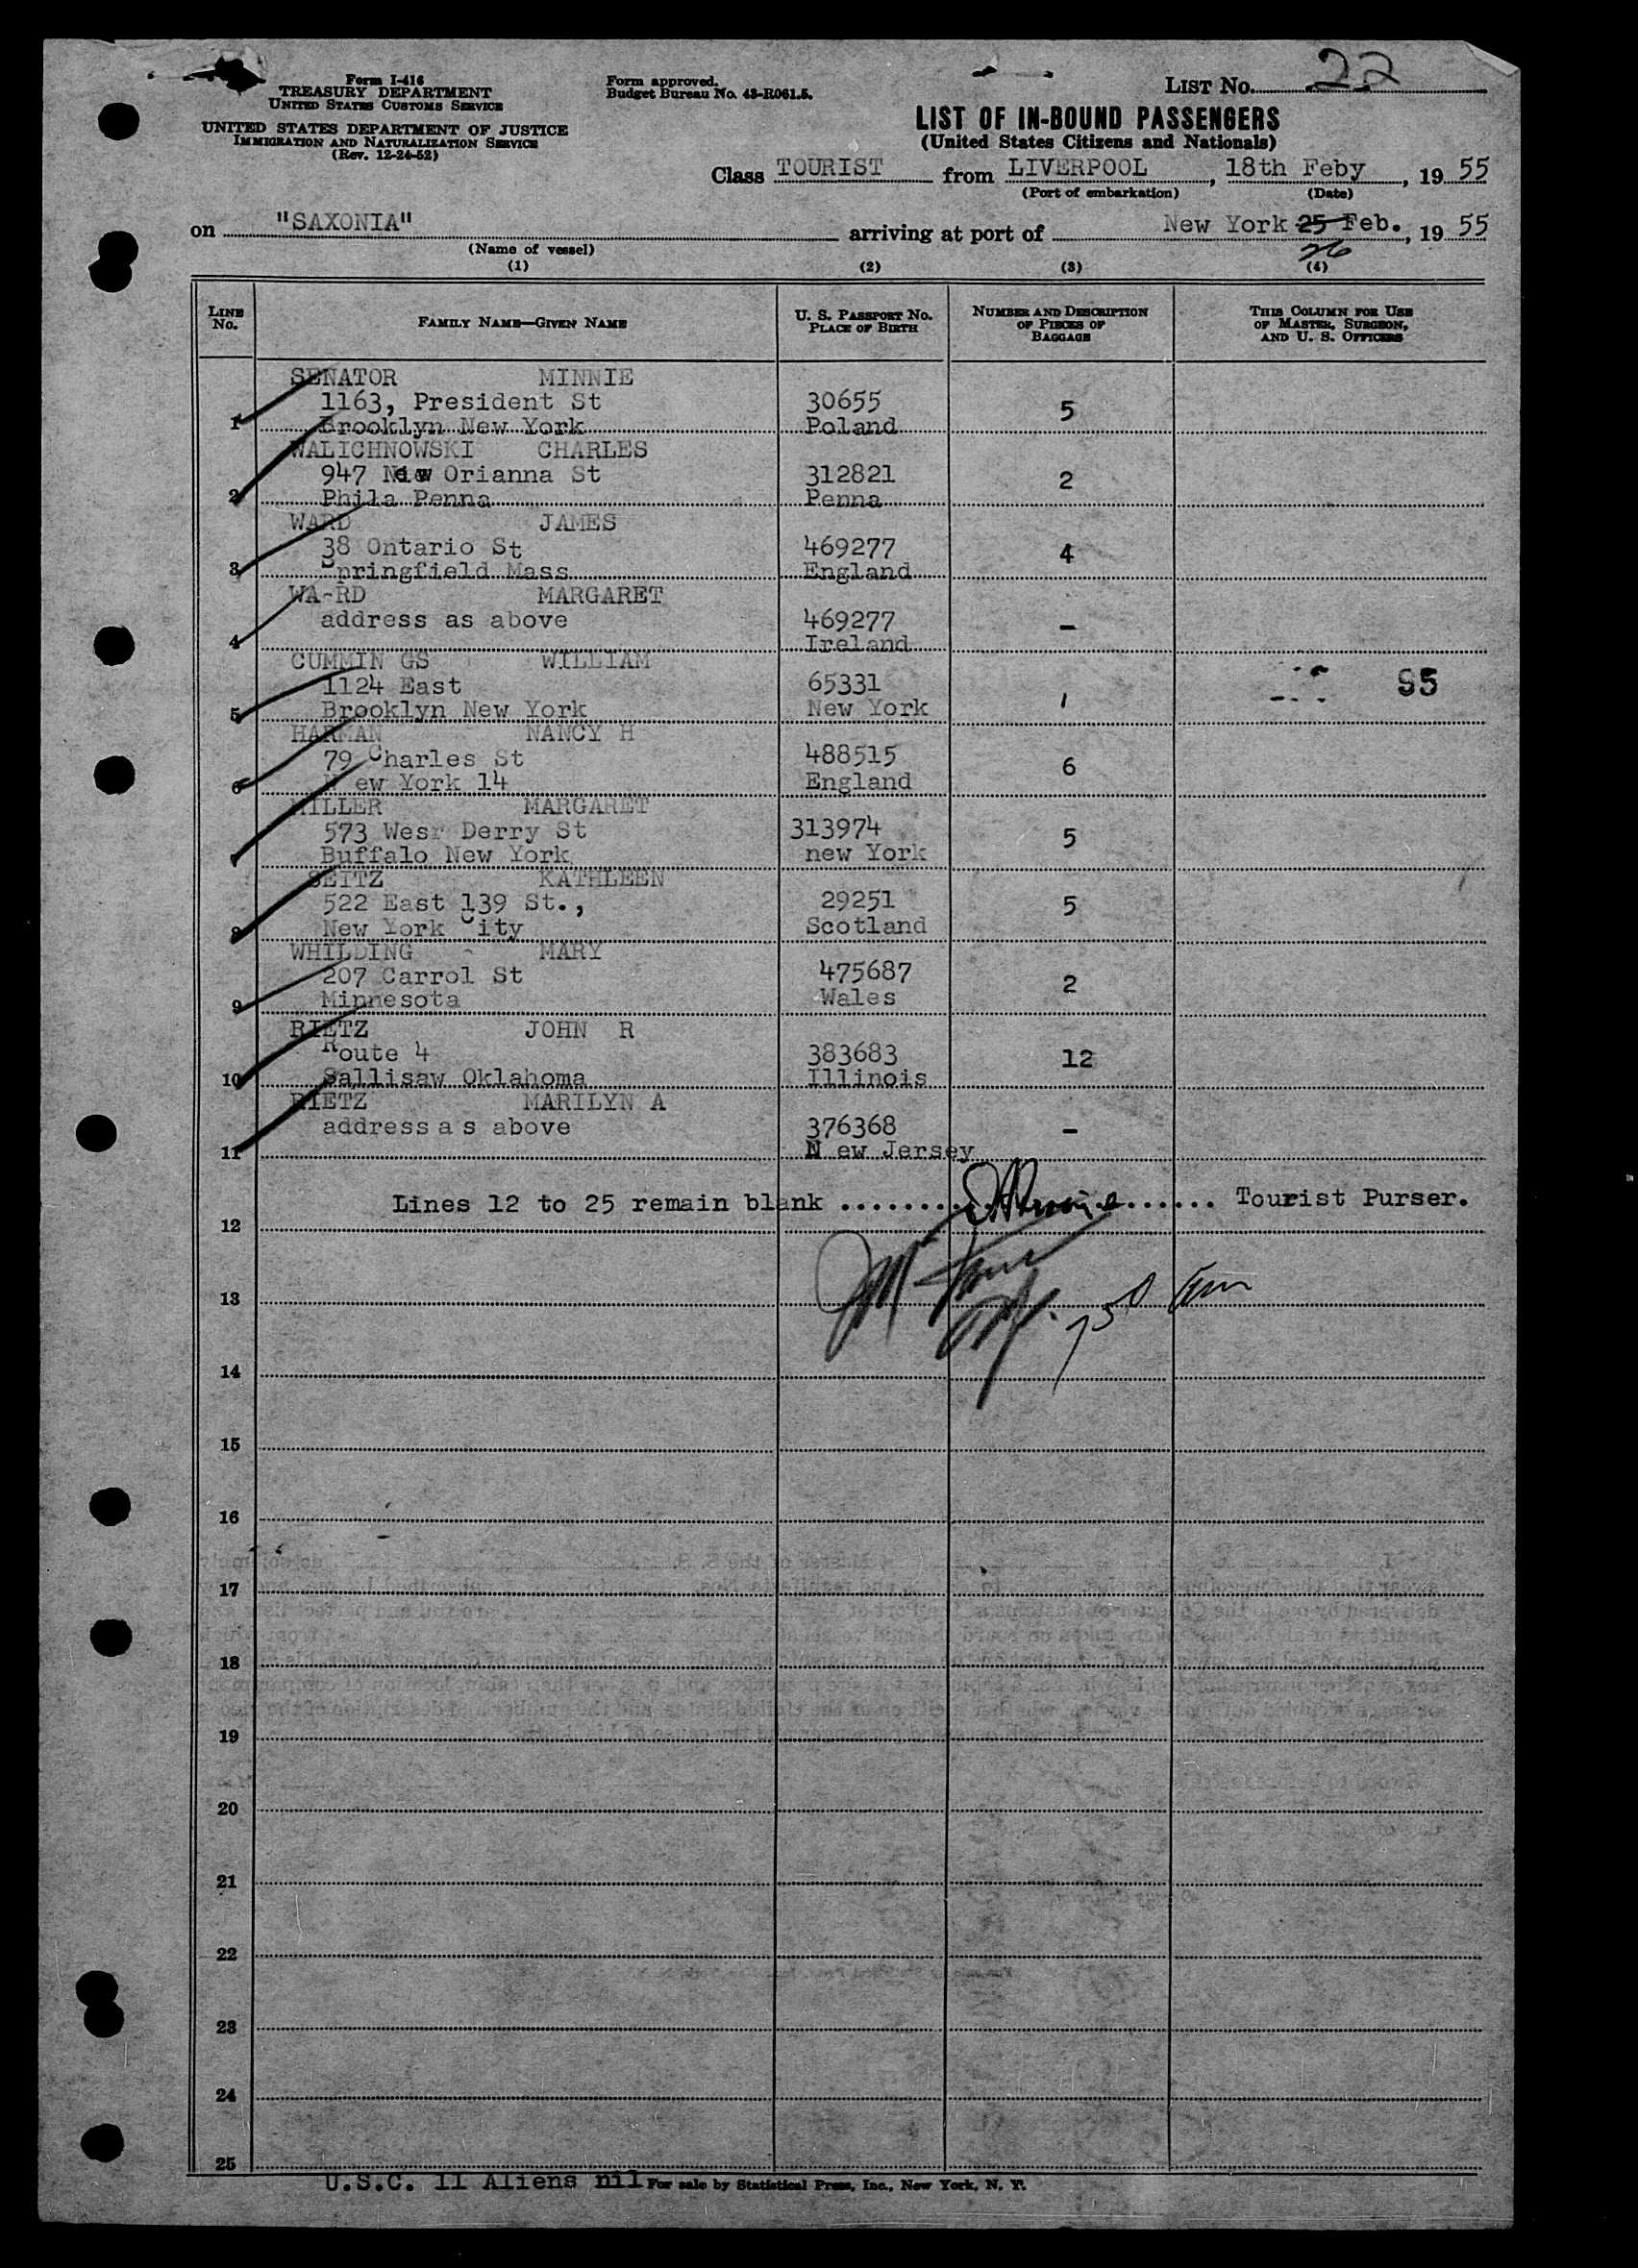 Form I-416
TREASURY DEPARTMENT
UNITED STATES CUSTOMS SERVICE
UNITED STATES DEPARTMENT OF JUSTICE
IMMIGRATION AND NATURALIZATION SERVICE
(Rev. 12-24-52)
Form approved.
Budget Bureau No. 43-R061.5.
LIST No. 22
LIST OF IN-BOUND PASSENGERS
(United States Citizens and Nationals)
Class TOURIST from LIVERPOOL, 18th Feby, 1955
(Port of embarkation) (Date)
on "SAXONIA" arriving at port of New York 25 Feb., 1955
26
(Name of vessel)
(1) (2) (3) (4)
LINE No. FAMILY NAME—GIVEN NAME U. S. PASSPORT No. PLACE OF BIRTH NUMBER AND DESCRIPTION OF PIECES OF BAGGAGE THIS COLUMN FOR USE OF MASTER, SURGEON, AND U. S. OFFICERS
SENATOR MINNIE
1163, President St 30655 5
1 Brooklyn New York Poland
WALICHNOWSKI CHARLES
947 New Orianna St 312821 2
2 Phila Penna Penna
WARD JAMES
38 Ontario St 469277 4
3 Springfield Mass England
WA-RD MARGARET
address as above 469277 -
4 Ireland
CUMMIN GS WILLIAM
1124 East 65331 1 95
5 Brooklyn New York New York
HARMAN NANCY H
79 Charles St 488515 6
6 N ew York 14 England
MILLER MARGARET
573 Wesr Derry St 313974 5
7 Buffalo New York new York
SEITZ KATHLEEN
522 East 139 St., 29251 5
8 New York City Scotland
WHILDING MARY
207 Carrol St 475687 2
9 Minnesota Wales
RIETZ JOHN R
Route 4 383683 12
10 Sallisaw Oklahoma Illinois
RIETZ MARILYN A
address a s above 376368 -
11 N ew Jersey
Lines 12 to 25 remain blank .................... Tourist Purser.
12
13
14
15
16
17
18
19
20
21
22
23
24
25
U.S.C. 11 Aliens nil For sale by Statistical Press, Inc., New York, N. Y.